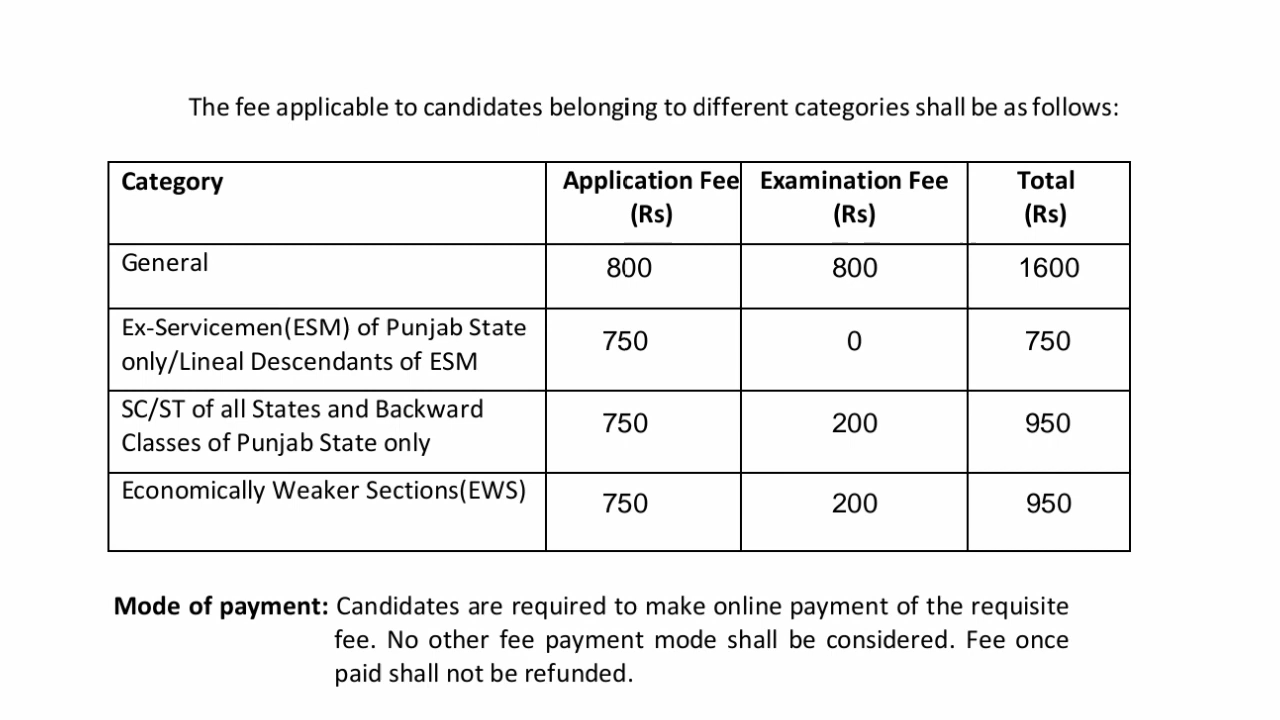 The fee applicable to candidates belonging to different categories shall be as follows:
Category Application Fee (Rs) Examination Fee (Rs) Total (Rs)
General 800 800 1600
Ex-Servicemen(ESM) of Punjab State only/Lineal Descendants of ESM 750 0 750
SC/ST of all States and Backward Classes of Punjab State only 750 200 950
Economically Weaker Sections(EWS) 750 200 950
Mode of payment: Candidates are required to make online payment of the requisite
fee. No other fee payment mode shall be considered. Fee once
paid shall not be refunded.